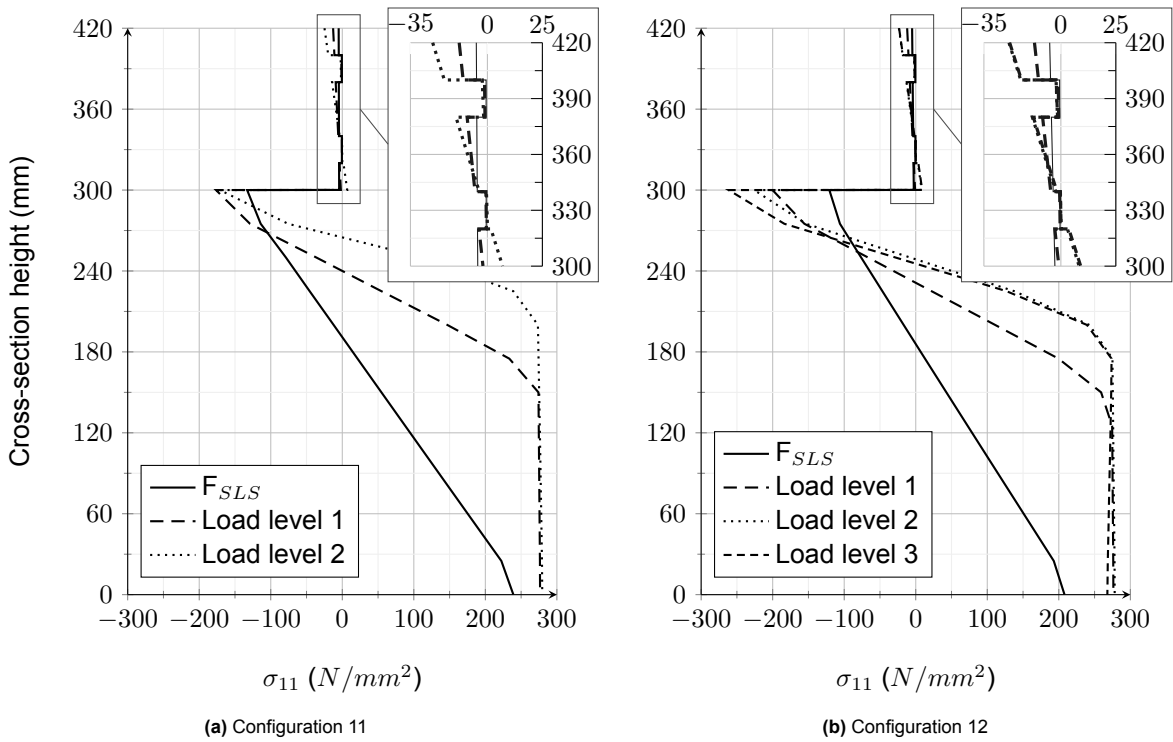 −35 0 25
−35 0 25
420
360
300
240
180
120
60
0
420
390
360
330
300
420
360
300
240
180
120
60
0
420
390
360
330
300
Cross-section height (mm)
F_SLS
Load level 1
Load level 2
F_SLS
Load level 1
Load level 2
Load level 3
−300 −200 −100 0 100 200 300
−300 −200 −100 0 100 200 300
σ₁₁ (N/mm²)
σ₁₁ (N/mm²)
(a) Configuration 11
(b) Configuration 12